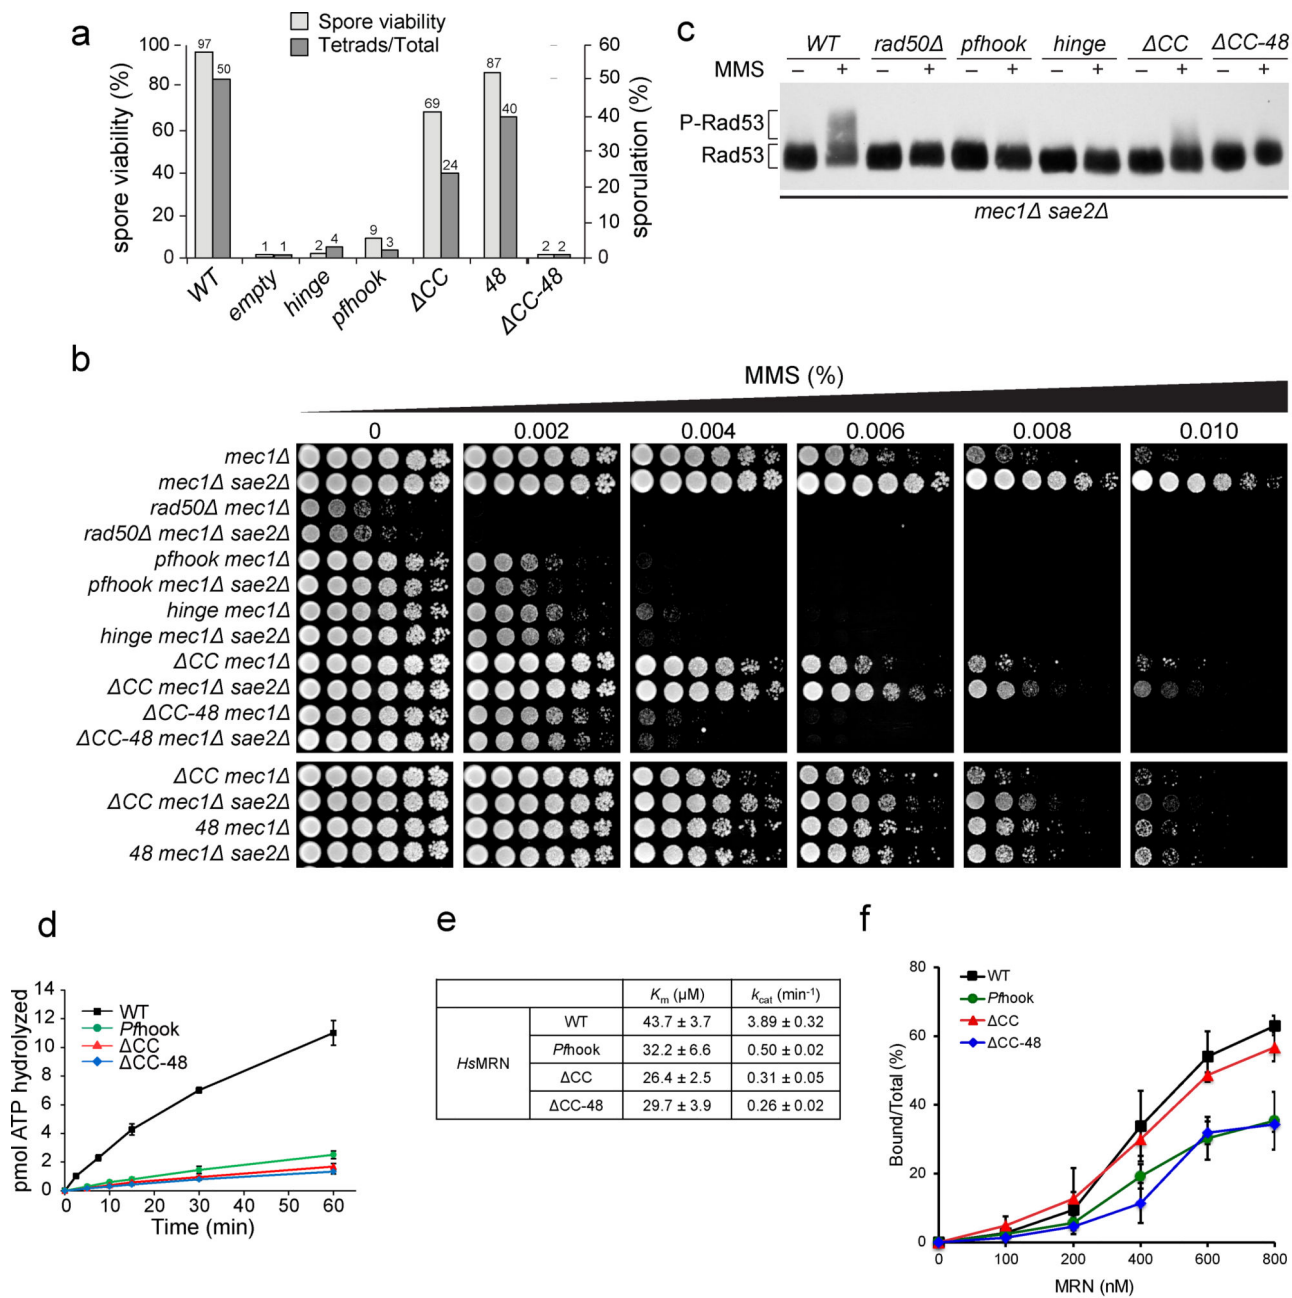 a
Spore viability
Tetrads/Total
spore viability (%)
100
80
60
40
20
0
97
50
1
1
2
4
9
3
69
24
87
40
2
2
60
50
40
30
20
10
0
sporulation (%)
WT
empty
hinge
pfhook
ΔCC
48
ΔCC-48
c
WT rad50Δ pfhook hinge ΔCC ΔCC-48
MMS – + – + – + – + – + – +
P-Rad53
Rad53
mec1Δ sae2Δ
b
MMS (%)
0 0.002 0.004 0.006 0.008 0.010
mec1Δ
mec1Δ sae2Δ
rad50Δ mec1Δ
rad50Δ mec1Δ sae2Δ
pfhook mec1Δ
pfhook mec1Δ sae2Δ
hinge mec1Δ
hinge mec1Δ sae2Δ
ΔCC mec1Δ
ΔCC mec1Δ sae2Δ
ΔCC-48 mec1Δ
ΔCC-48 mec1Δ sae2Δ
ΔCC mec1Δ
ΔCC mec1Δ sae2Δ
48 mec1Δ
48 mec1Δ sae2Δ
d
pmol ATP hydrolyzed
14
12
10
8
6
4
2
0
WT
Pfhook
ΔCC
ΔCC-48
0 10 20 30 40 50 60
Time (min)
e
Km (µM) kcat (min-1)
HsMRN
WT 43.7 ± 3.7 3.89 ± 0.32
Pfhook 32.2 ± 6.6 0.50 ± 0.02
ΔCC 26.4 ± 2.5 0.31 ± 0.05
ΔCC-48 29.7 ± 3.9 0.26 ± 0.02
f
Bound/Total (%)
80
60
40
20
0
WT
Pfhook
ΔCC
ΔCC-48
0 100 200 400 600 800
MRN (nM)